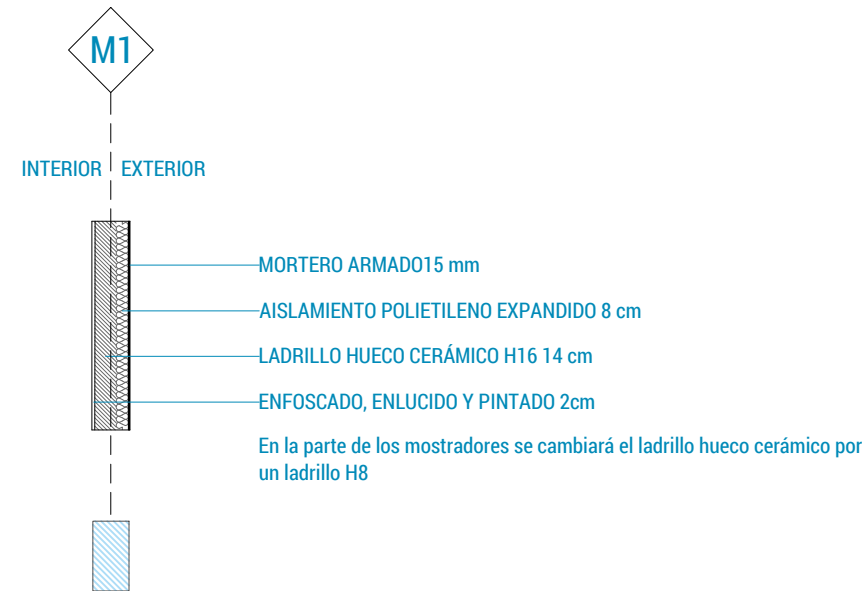 M1
INTERIOR EXTERIOR
MORTERO ARMADO15 mm
AISLAMIENTO POLIETILENO EXPANDIDO 8 cm
LADRILLO HUECO CERÁMICO H16 14 cm
ENFOSCADO, ENLUCIDO Y PINTADO 2cm
En la parte de los mostradores se cambiará el ladrillo hueco cerámico por
un ladrillo H8